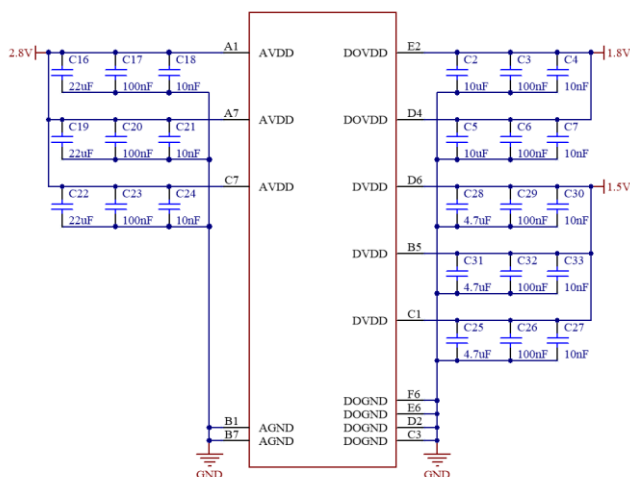 2.8V
C16 C17 C18 A1 AVDD
22uF 100nF 10nF
C19 C20 C21 A7 AVDD
22uF 100nF 10nF
C22 C23 C24 C7 AVDD
22uF 100nF 10nF
B1 AGND
B7 AGND
GND
DOVDD E2 C2 C3 C4 1.8V
10uF 100nF 10nF
DOVDD D4 C5 C6 C7
10uF 100nF 10nF
DVDD D6 C28 C29 C30 1.5V
4.7uF 100nF 10nF
DVDD B5 C31 C32 C33
4.7uF 100nF 10nF
DVDD C1 C25 C26 C27
4.7uF 100nF 10nF
DOGND F6
DOGND E6
DOGND D2
DOGND C3
GND